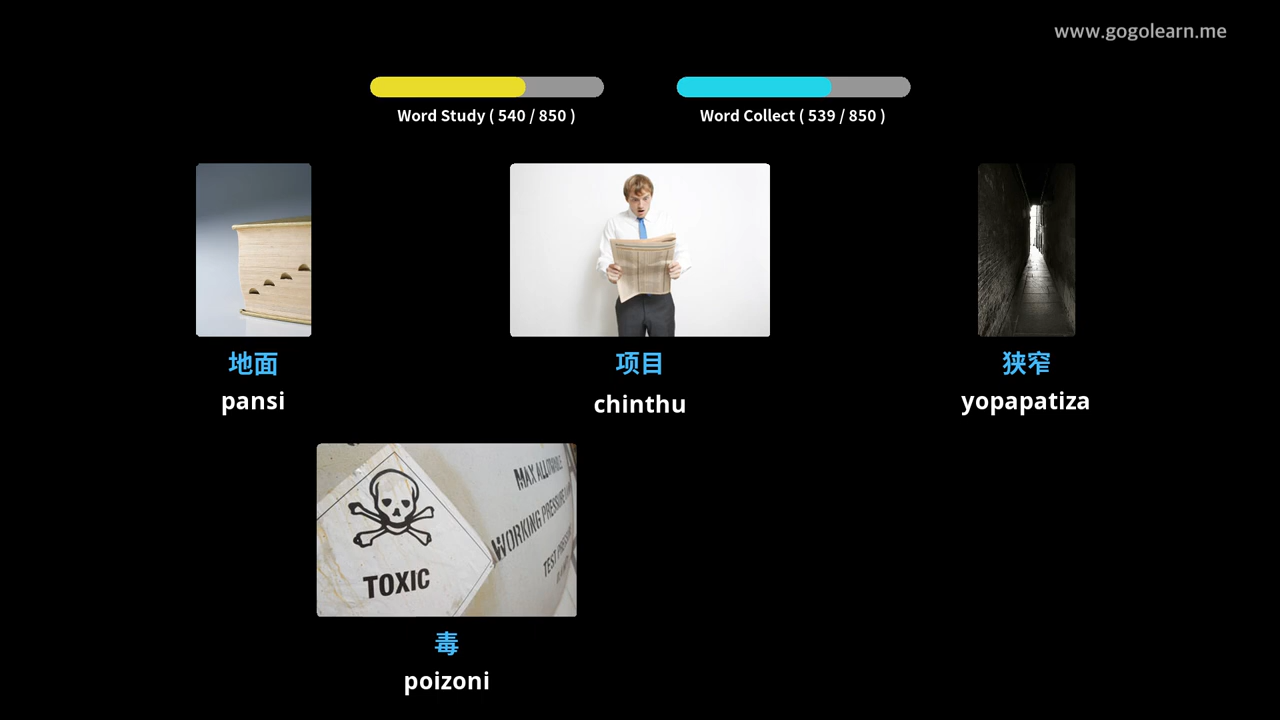 www.gogolearn.me
Word Study ( 540 / 850 )
Word Collect ( 539 / 850 )
地面
pansi
项目
chinthu
狭窄
yopapatiza
TOXIC
MAX ALLOWABLE
WORKING PRESSURE
毒
poizoni